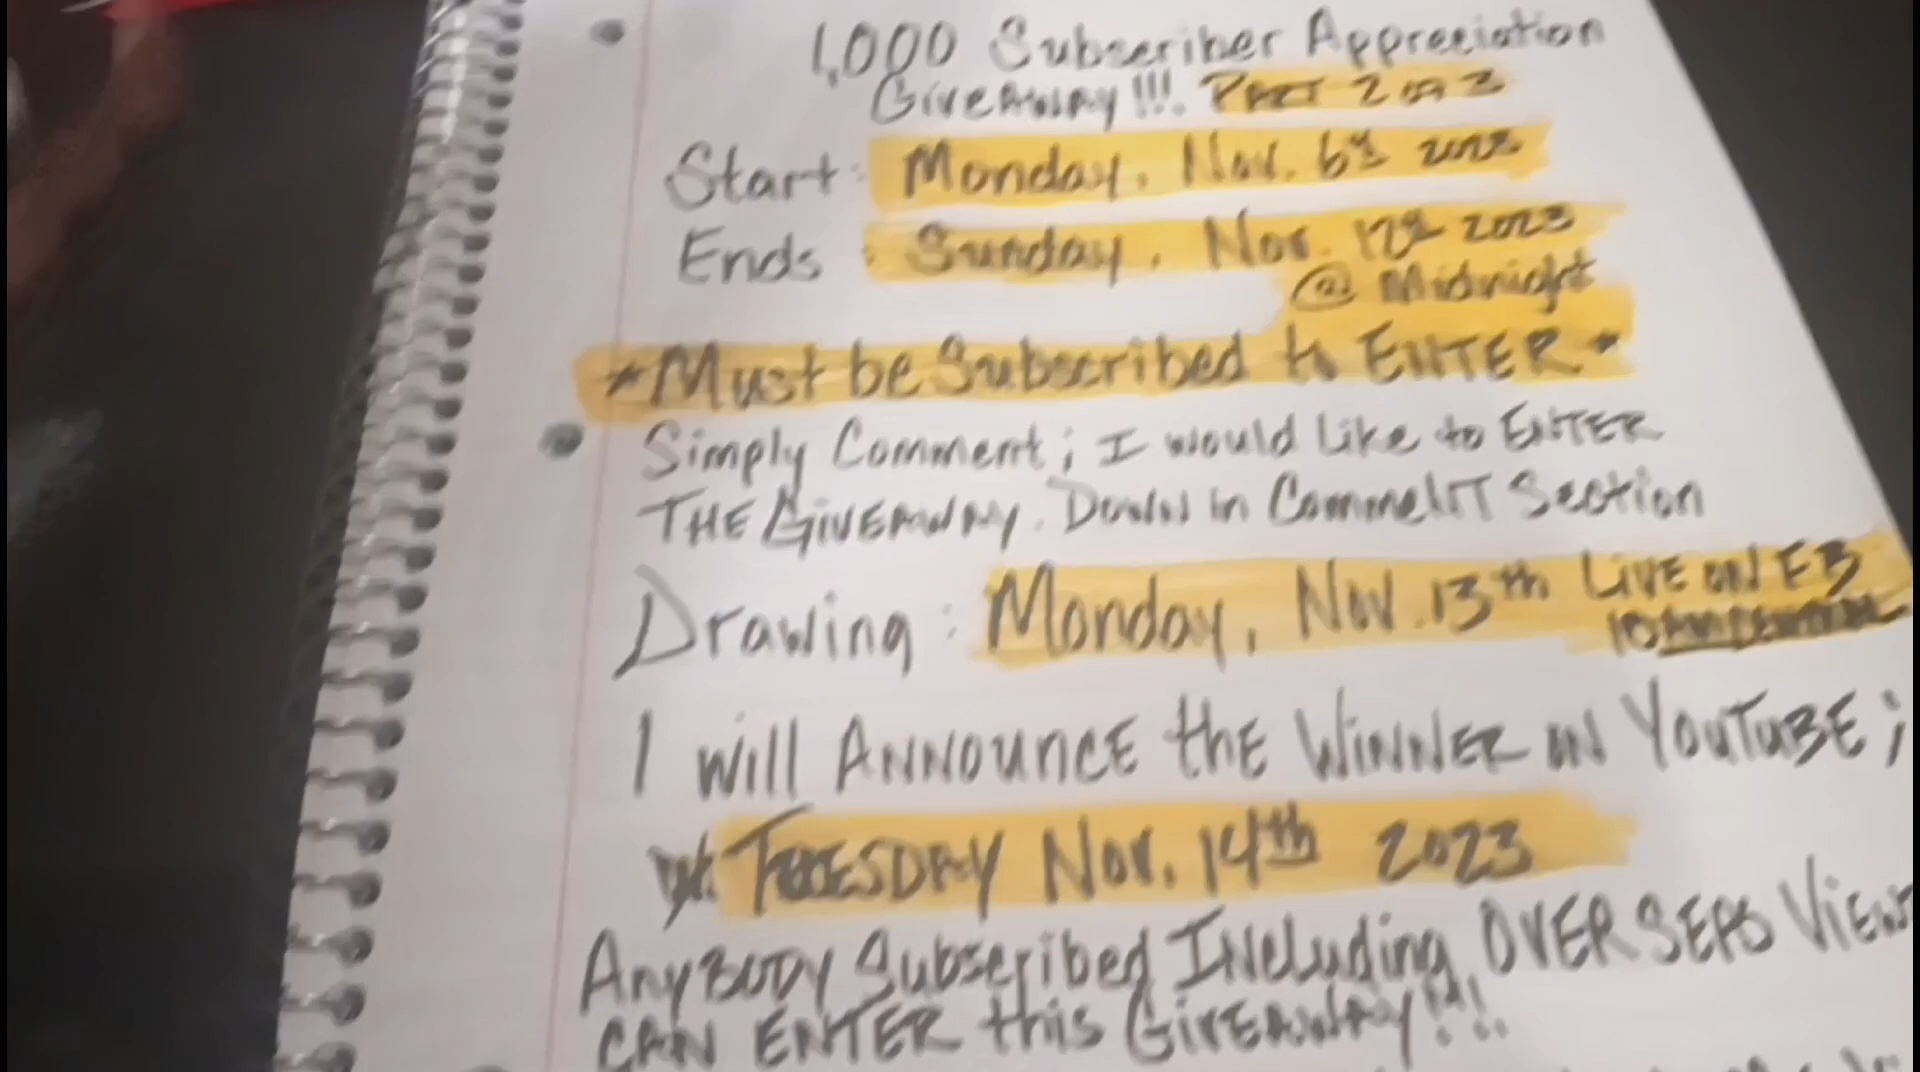 1,000 Subscriber Appreciation
Giveaway!!! Part 2 of 3
Start: Monday, Nov. 6th 2023
Ends: Sunday, Nov. 12th 2023
@ Midnight
*Must be Subscribed to ENTER*
Simply Comment; I would like to ENTER
THE GIVEAWAY. Down in CommeNT Section
Drawing: Monday, Nov. 13th LIVE ON FB
10AM CENTRAL
I will ANNOUNCE the WINNER ON YOUTUBE;
TUESDAY Nov. 14th 2023
ANYBODY Subscribed INcluding OVERSEAS
CAN ENTER this GIVEAWAY!!!